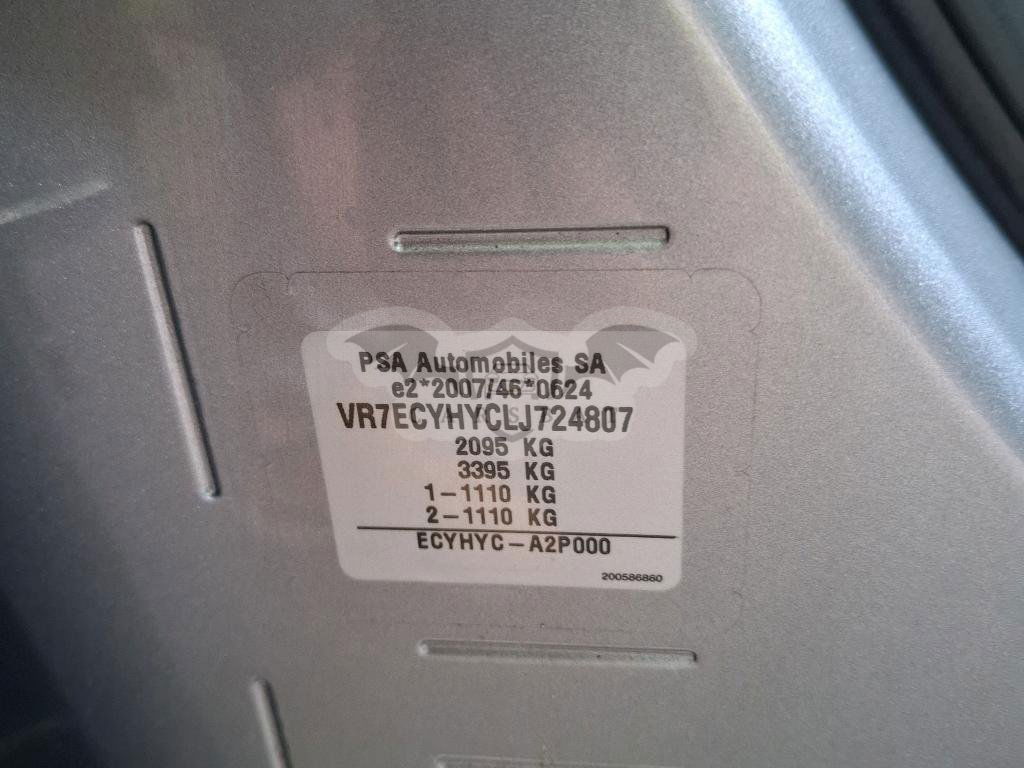 PSA Automobiles SA
e2*2007/46*0624
VR7ECYHYCLJ724807
2095 KG
3395 KG
1-1110 KG
2-1110 KG
ECYHYC-A2P000
200586860